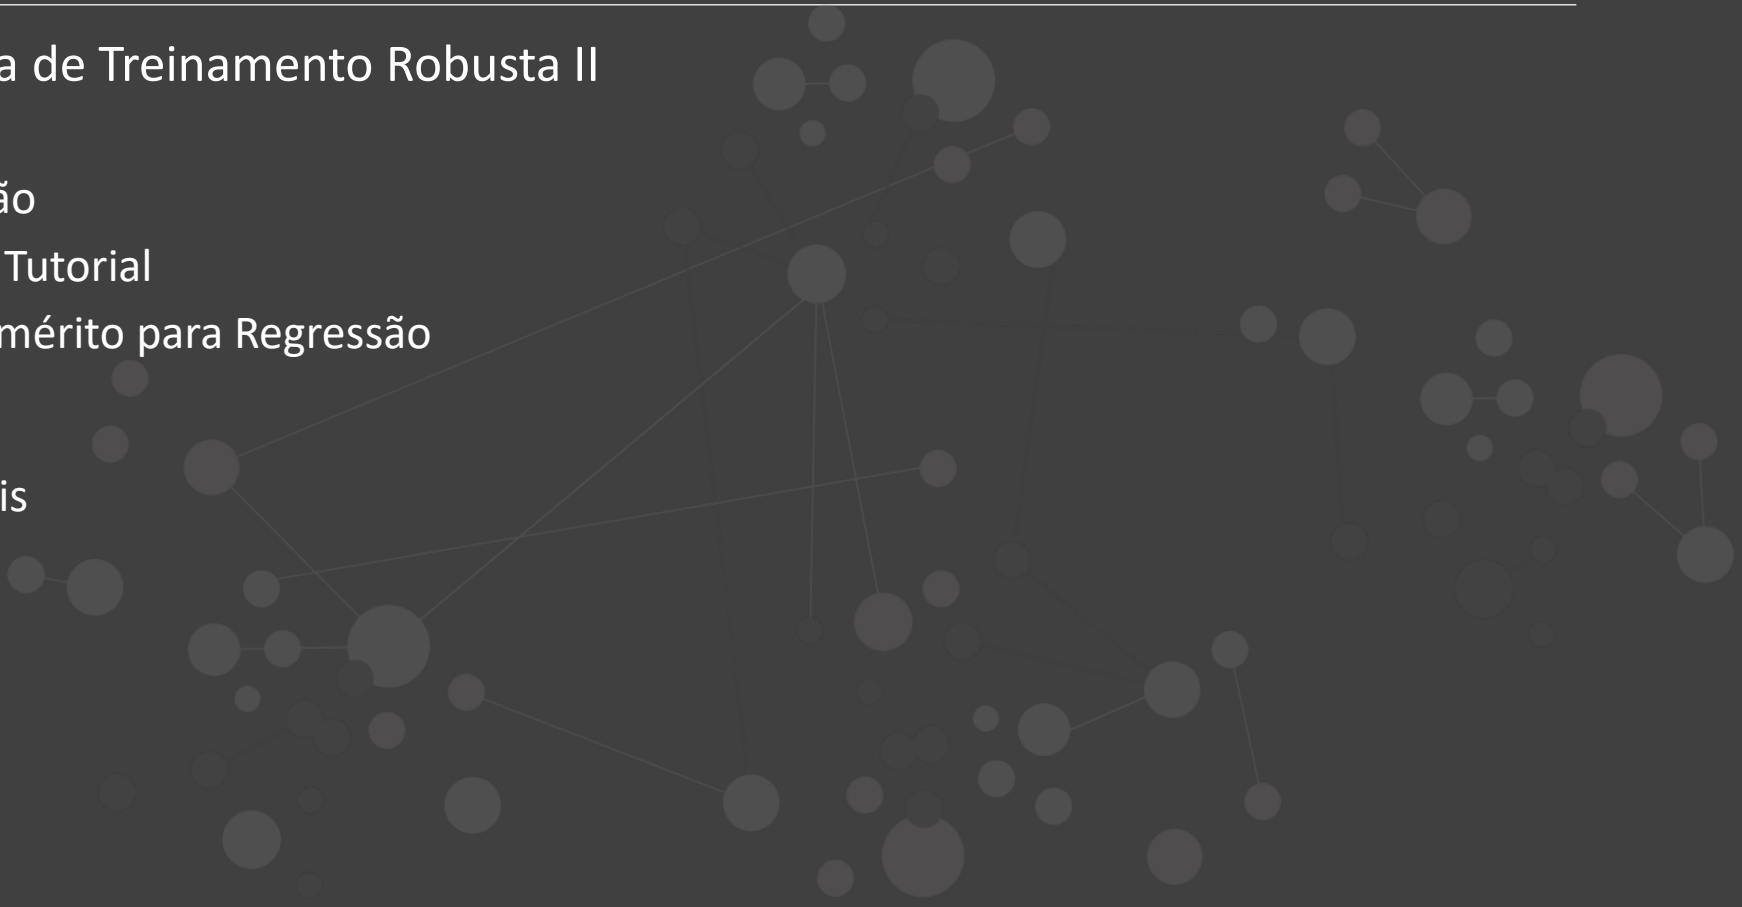 a de Treinamento Robusta II
ão
Tutorial
mérito para Regressão
is